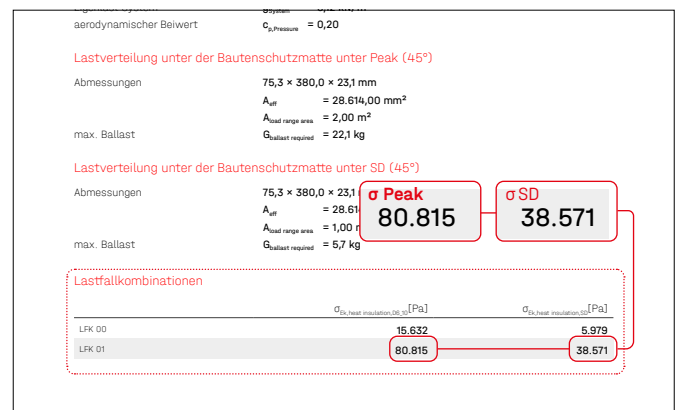 aerodynamischer Beiwert c_p,Pressure = 0,20
Lastverteilung unter der Bautenschutzmatte unter Peak (45°)
Abmessungen 75,3 × 380,0 × 23,1 mm
A_eff = 28.614,00 mm²
A_load range area = 2,00 m²
max. Ballast G_ballast required = 22,1 kg
Lastverteilung unter der Bautenschutzmatte unter SD (45°)
Abmessungen 75,3 × 380,0 × 23,1
A_eff = 28.61
A_load range area = 1,00
max. Ballast G_ballast required = 5,7 kg
σ Peak
80.815
σ SD
38.571
Lastfallkombinationen
σ_Ek,heat insulation,D6_10 [Pa] σ_Ek,heat insulation,SD [Pa]
LFK 00 15.632 5.979
LFK 01 80.815 38.571